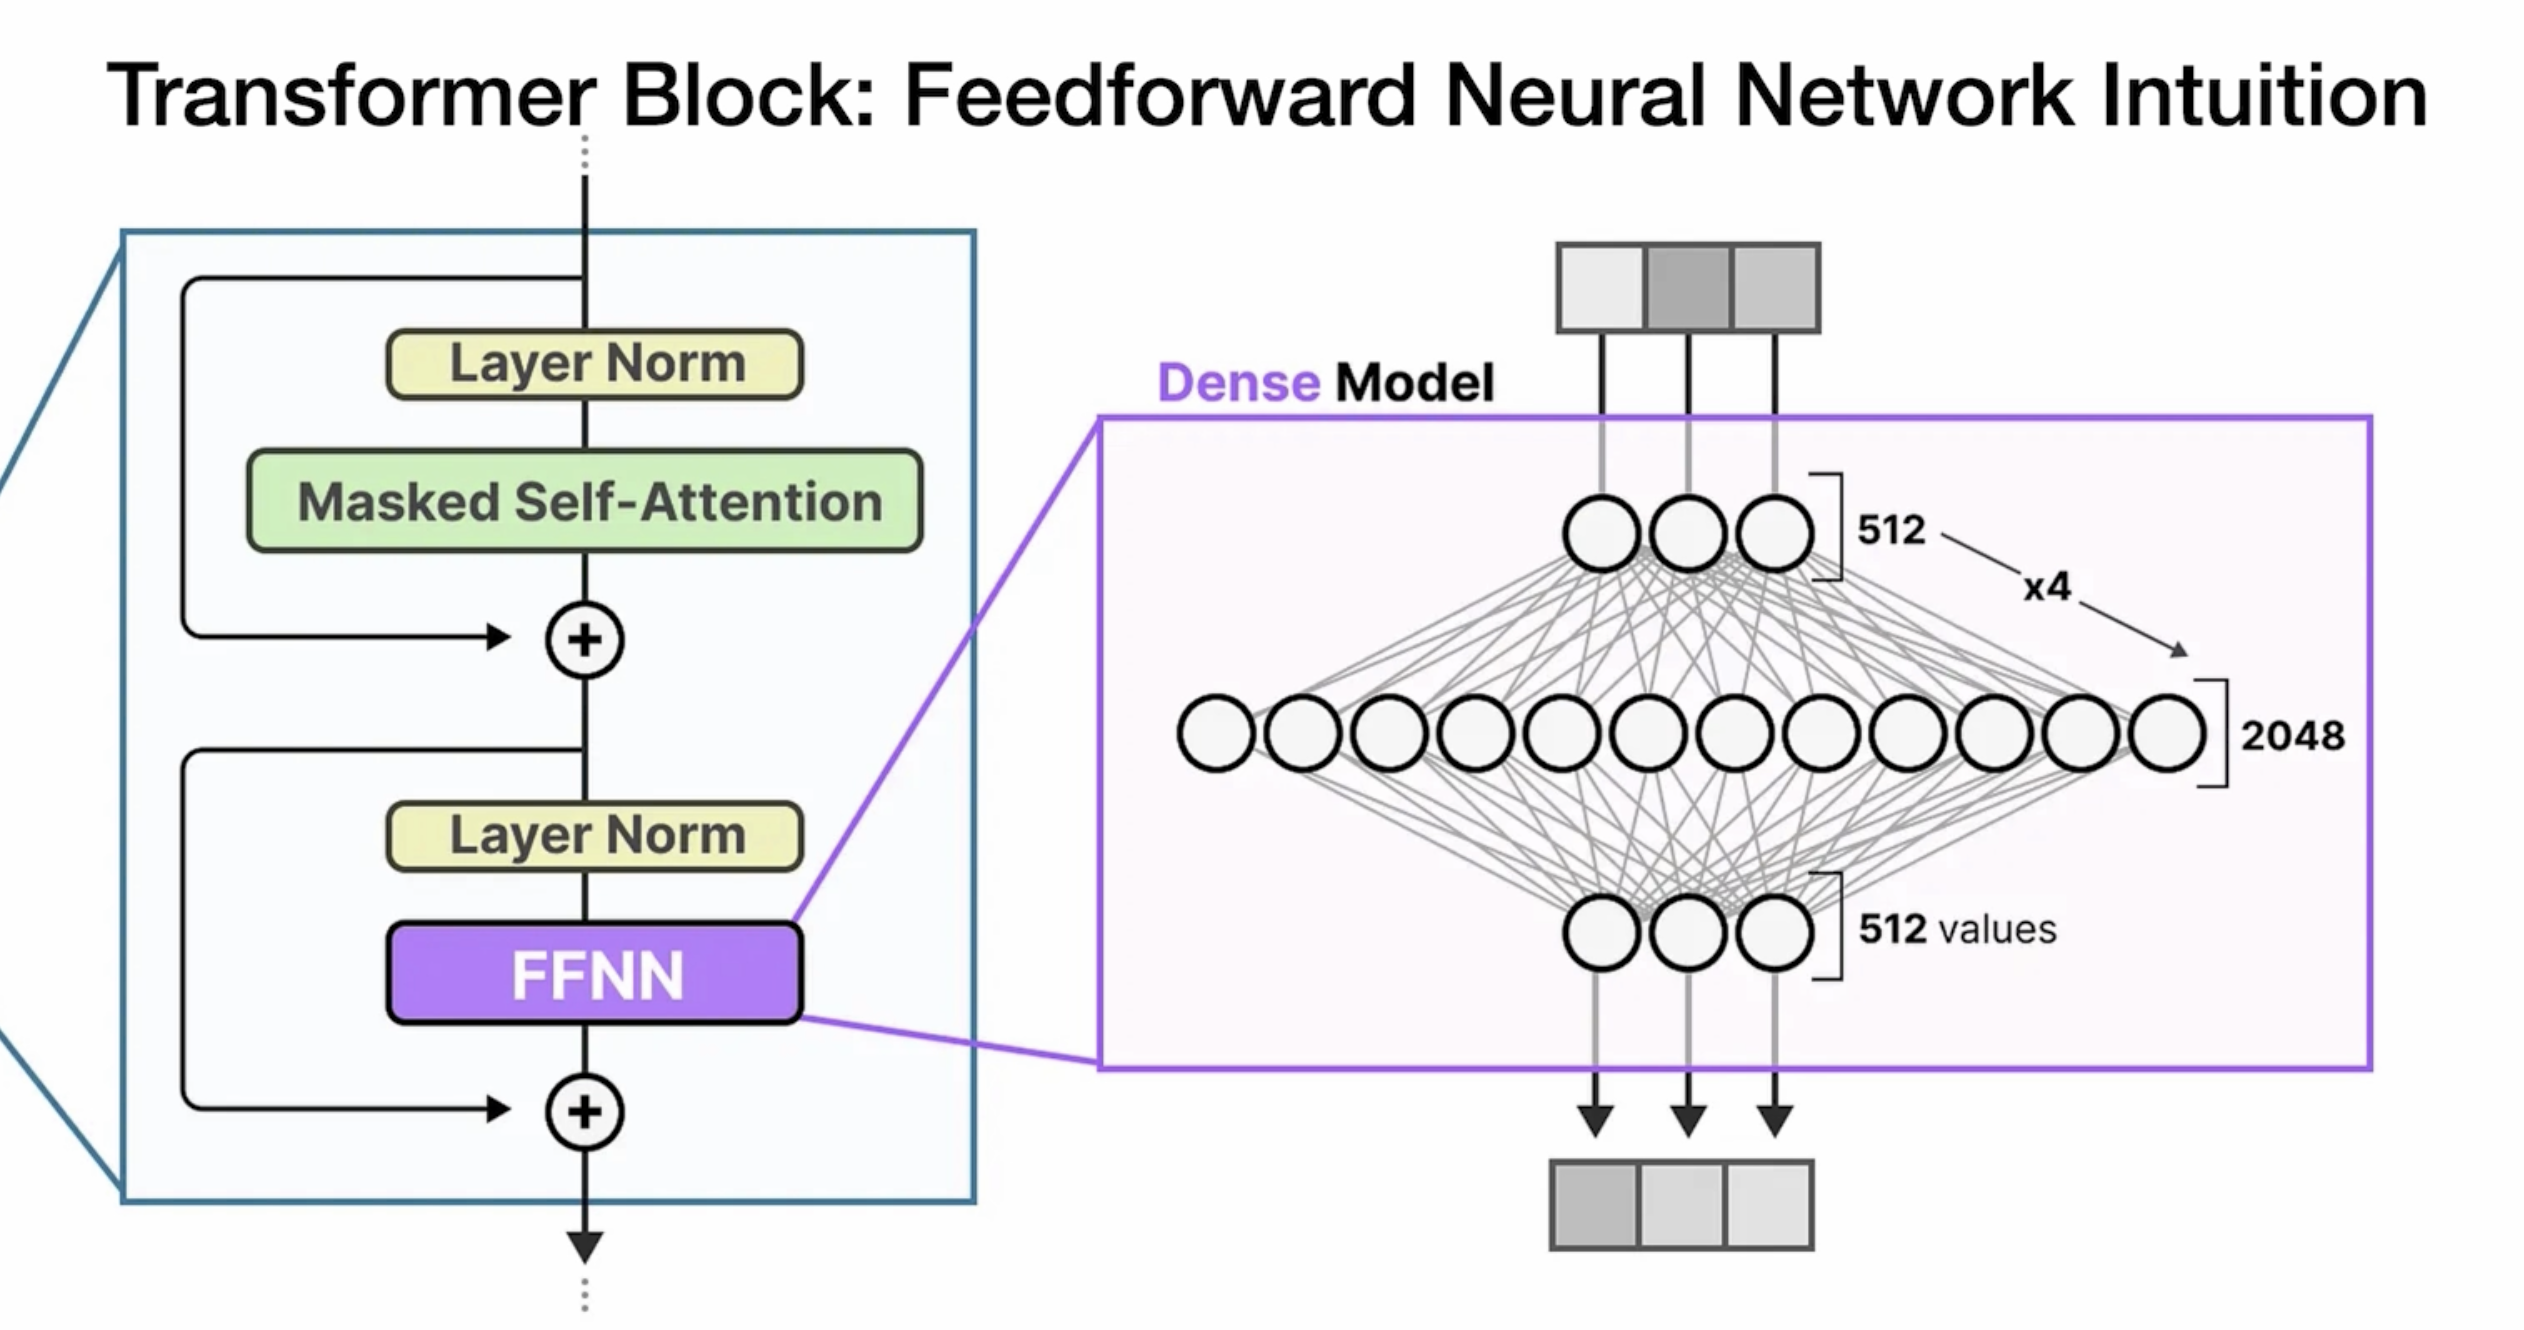 Transformer Block: Feedforward Neural Network Intuition
Layer Norm
Masked Self-Attention
+
Layer Norm
FFNN
+
Dense Model
512
x4
2048
512 values